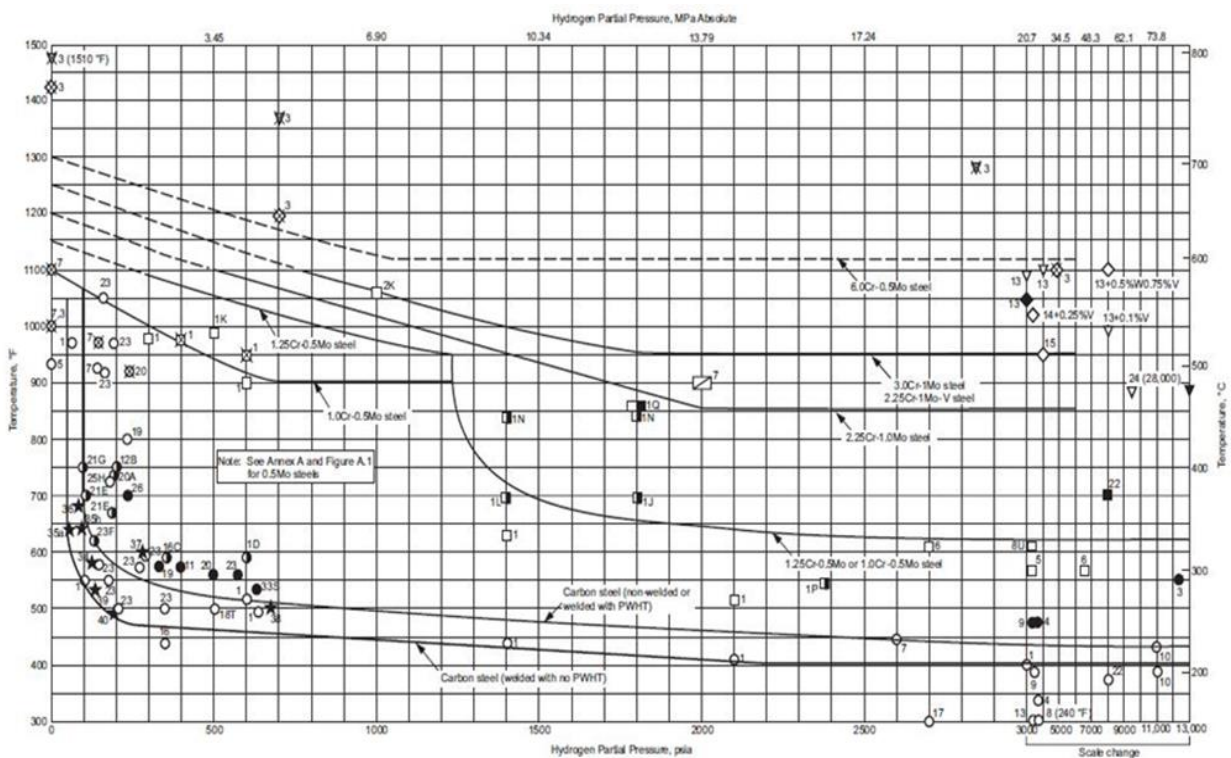 Hydrogen Partial Pressure, MPa Absolute
3.45 6.90 10.34 13.79 17.24 20.7 34.5 48.3 62.1 73.8
1500 800
3 (1510 °F)
3
1400
3
1300 700
3
1200
3
1100 7 600
23
2K
6.0Cr-0.5Mo steel
13 13 3 13+0.5%W0.75%V
13 14+0.25%V 13+0.1%V
1000 7,3
1K
1 7 23 1 1
1.25Cr-0.5Mo steel
1 15
5 7 23 20 500
900 1
7
3.0Cr-1Mo steel
2.25Cr-1Mo-V steel
24 (28,000)
1.0Cr-0.5Mo steel
1N 1Q
1N
2.25Cr-1.0Mo steel
800 19
Temperature, °F
Temperature, °C
21G 12B
25H 20A
Note: See Annex A and Figure A.1
for 0.5Mo steels
400
700 21E 26
1L 1J 22
21E
35a
23F
1
600 37 23 16C 1D
6 8U
1.25Cr-0.5Mo or 1.0Cr-0.5Mo steel
23 23 19 11 20 23 33S
5 6 300
1P 3
1 23 39
Carbon steel (non-welded or
welded with PWHT)
500 40 23 23 18T 1 1 38
1
9 4
16 1 7 10
400 1 1
Carbon steel (welded with no PWHT)
9 22 10 200
4
17 13 8 (240 °F)
300
0 500 1000 1500 2000 2500 3000 5000 7000 9000 11,000 13,000
Hydrogen Partial Pressure, psia
Scale change